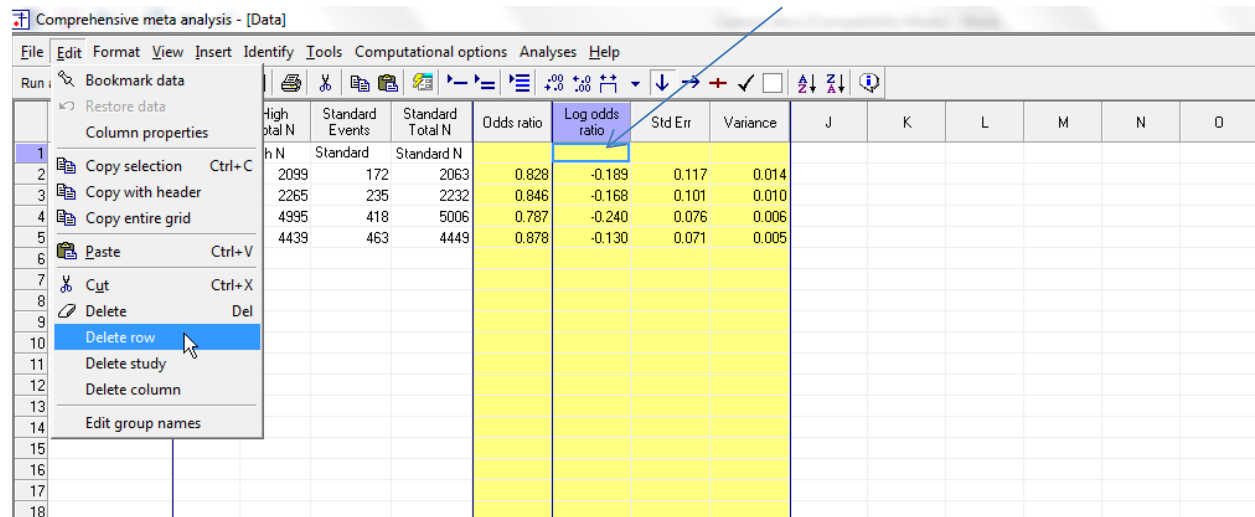 Comprehensive meta analysis - [Data]
File Edit Format View Insert Identify Tools Computational options Analyses Help
Run
Bookmark data
Restore data
Column properties
Copy selection Ctrl+C
Copy with header
Copy entire grid
Paste Ctrl+V
Cut Ctrl+X
Delete Del
Delete row
Delete study
Delete column
Edit group names
High Standard Standard Odds ratio Log odds Std Err Variance J K L M N O
otal N Events Total N ratio
1 h N Standard Standard N
2 2099 172 2063 0.828 -0.189 0.117 0.014
3 2265 235 2232 0.846 -0.168 0.101 0.010
4 4995 418 5006 0.787 -0.240 0.076 0.006
5 4439 463 4449 0.878 -0.130 0.071 0.005
6
7
8
9
10
11
12
13
14
15
16
17
18